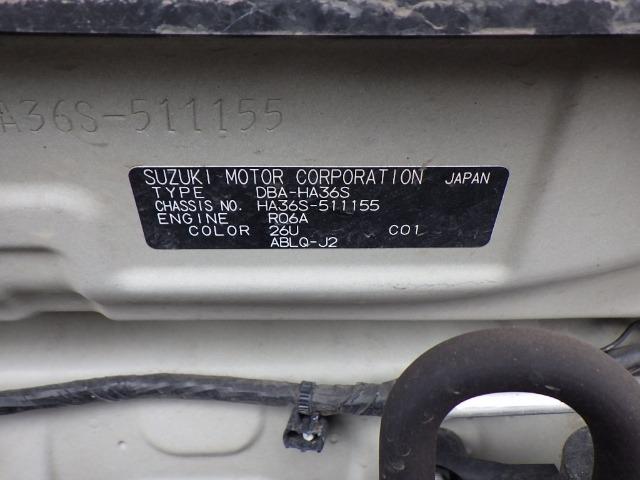 A36S-511155
SUZUKI MOTOR CORPORATION JAPAN
TYPE DBA-HA36S
CHASSIS NO. HA36S-511155
ENGINE R06A
COLOR 26U C01
ABLQ-J2